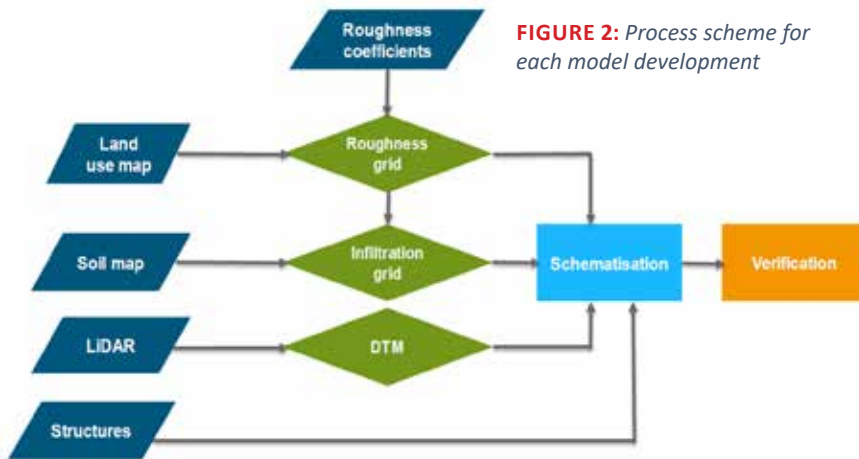 Roughness
coefficients
FIGURE 2: Process scheme for
each model development
Land
use map
Roughness
grid
Soil map
Infiltration
grid
Schematisation
Verification
LiDAR
DTM
Structures